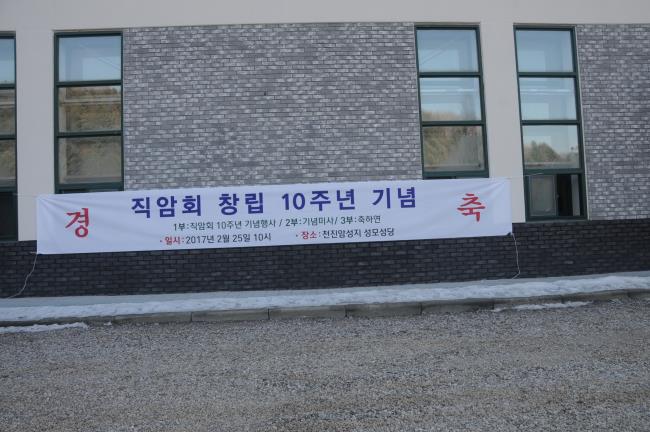 경 축
직암회 창립 10주년 기념
1부:직암회 10주년 기념행사 / 2부:기념미사 / 3부:축하연
• 일시:2017년 2월 25일 10시 • 장소:천진암성지 성모성당